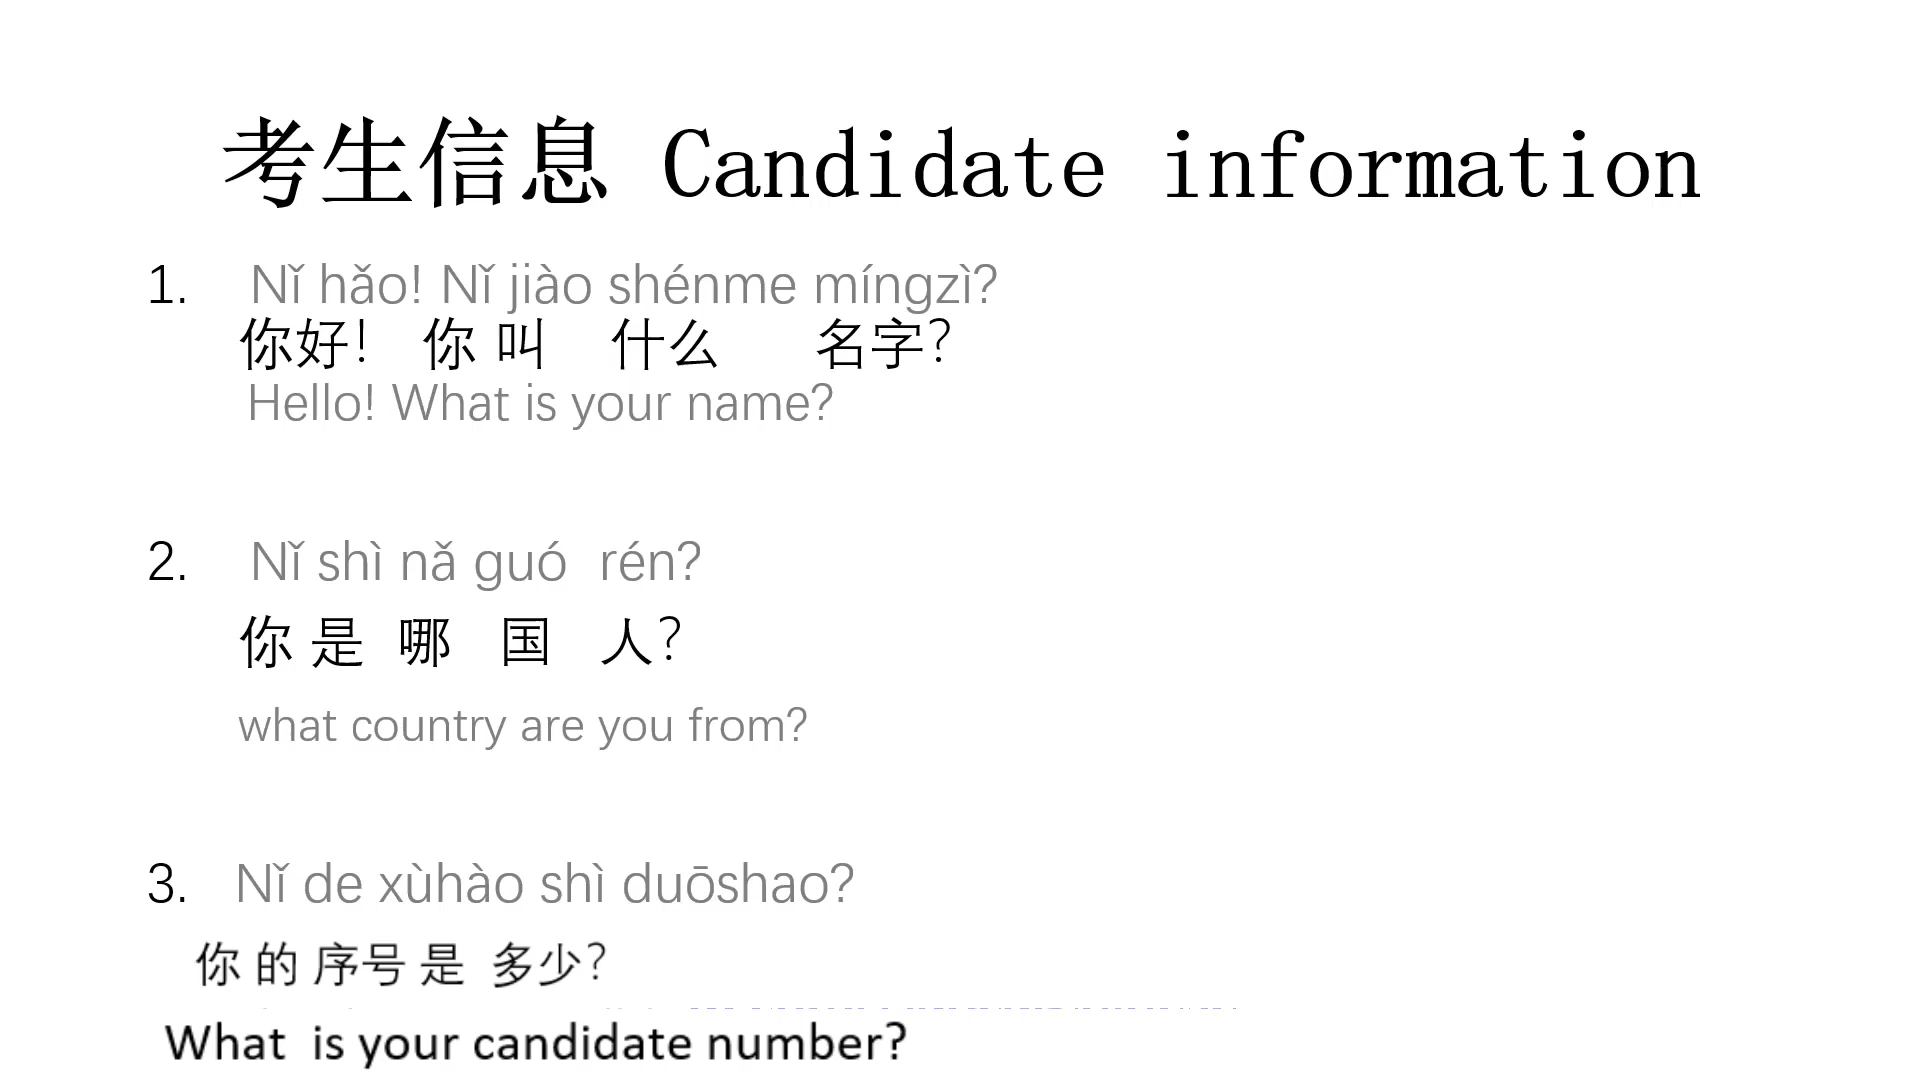 考生信息 Candidate information
1. Nǐ hǎo! Nǐ jiào shénme míngzì?
你好! 你 叫 什么 名字?
Hello! What is your name?
2. Nǐ shì nǎ guó rén?
你 是 哪 国 人?
what country are you from?
3. Nǐ de xùhào shì duōshao?
你 的 序号 是 多少?
What is your candidate number?